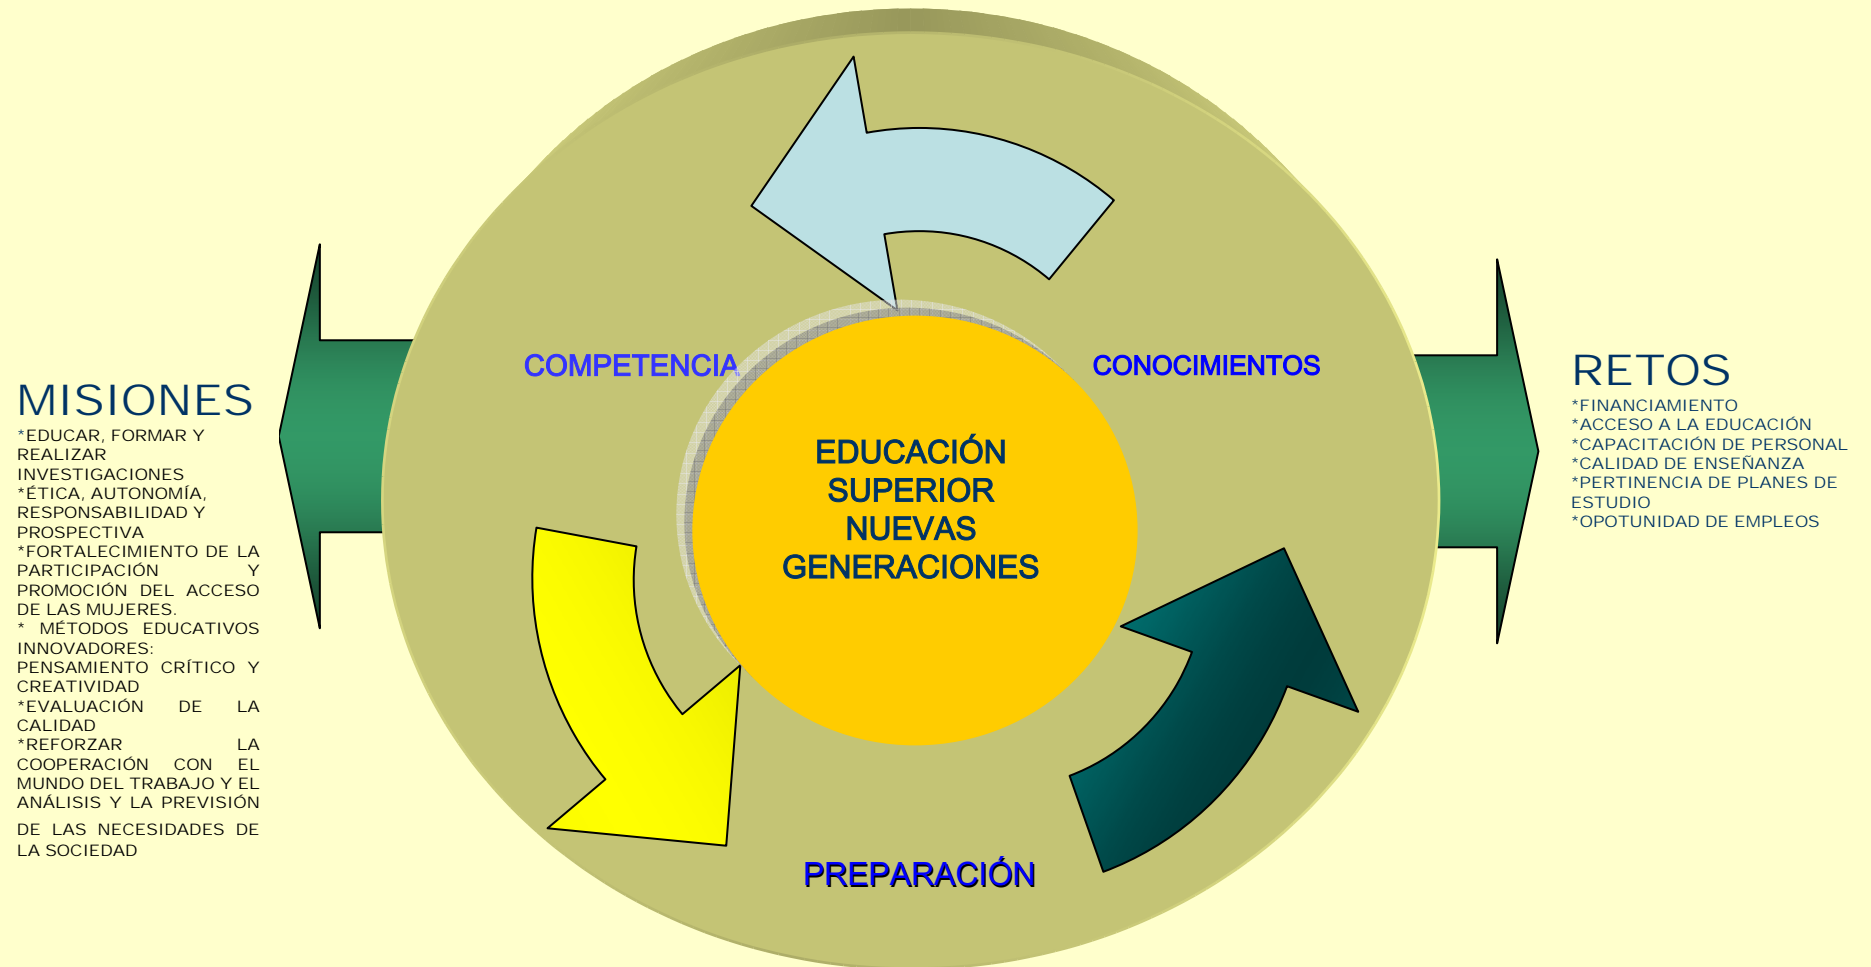 MISIONES
*EDUCAR, FORMAR Y
REALIZAR
INVESTIGACIONES
*ÉTICA, AUTONOMÍA,
RESPONSABILIDAD Y
PROSPECTIVA
*FORTALECIMIENTO DE LA
PARTICIPACIÓN Y
PROMOCIÓN DEL ACCESO
DE LAS MUJERES.
* MÉTODOS EDUCATIVOS
INNOVADORES:
PENSAMIENTO CRÍTICO Y
CREATIVIDAD
*EVALUACIÓN DE LA
CALIDAD
*REFORZAR LA
COOPERACIÓN CON EL
MUNDO DEL TRABAJO Y EL
ANÁLISIS Y LA PREVISIÓN
DE LAS NECESIDADES DE
LA SOCIEDAD
COMPETENCIA
CONOCIMIENTOS
EDUCACIÓN
SUPERIOR
NUEVAS
GENERACIONES
PREPARACIÓN
RETOS
*FINANCIAMIENTO
*ACCESO A LA EDUCACIÓN
*CAPACITACIÓN DE PERSONAL
*CALIDAD DE ENSEÑANZA
*PERTINENCIA DE PLANES DE
ESTUDIO
*OPOTUNIDAD DE EMPLEOS